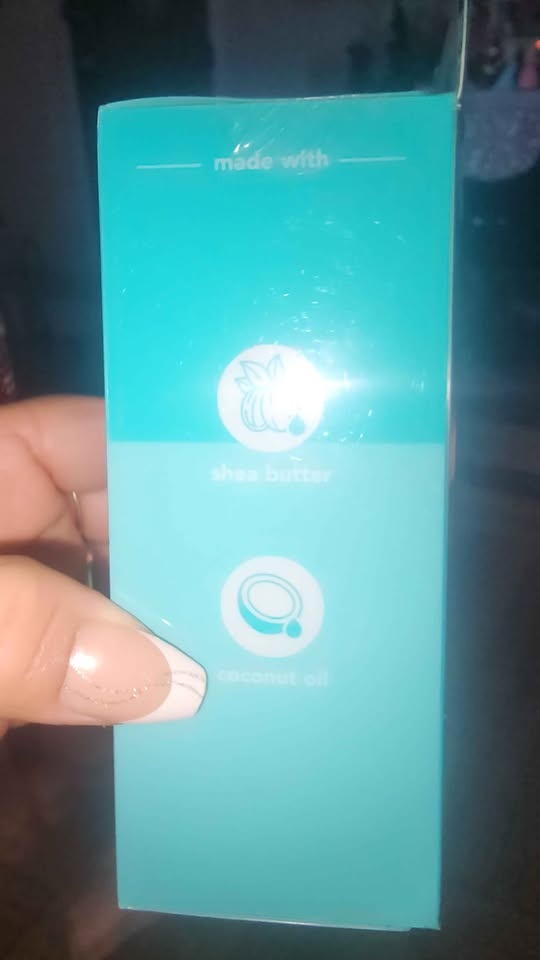 made with
shea butter
coconut oil